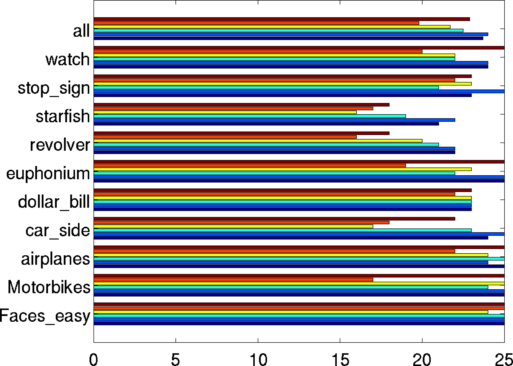 all
watch
stop_sign
starfish
revolver
euphonium
dollar_bill
car_side
airplanes
Motorbikes
Faces_easy
0 5 10 15 20 25